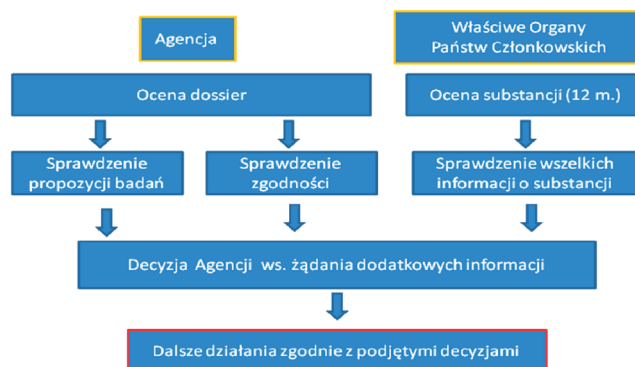 Agencja
Właściwe Organy
Państw Członkowskich
Ocena dossier
Ocena substancji (12 m.)
Sprawdzenie
propozycji badań
Sprawdzenie
zgodności
Sprawdzenie wszelkich
informacji o substancji
Decyzja Agencji ws. żądania dodatkowych informacji
Dalsze działania zgodnie z podjętymi decyzjami